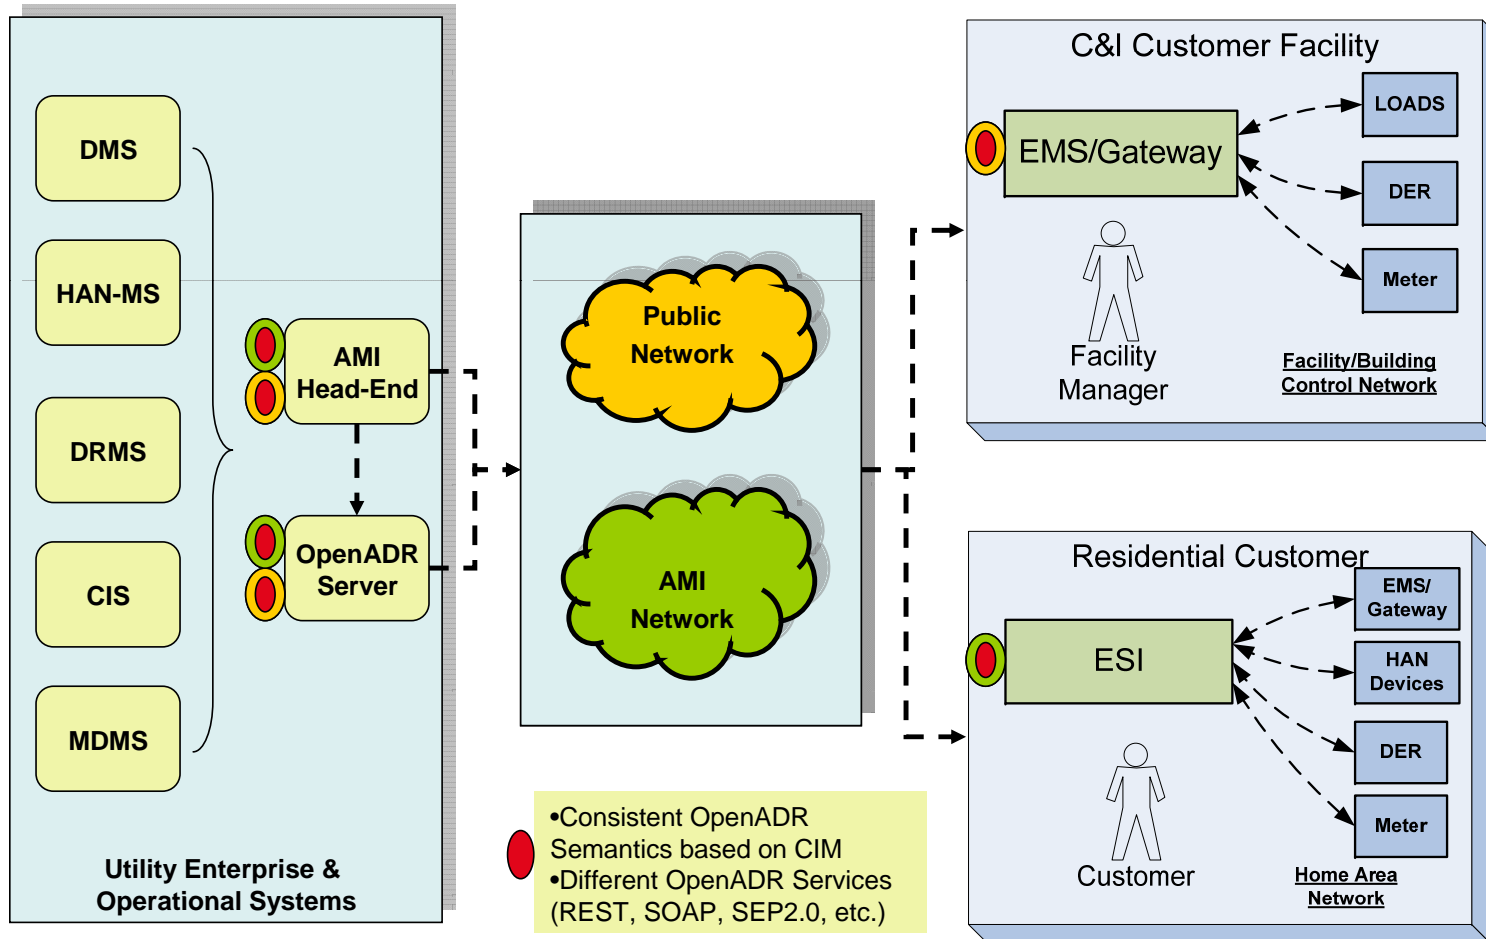 DMS
HAN-MS
DRMS
CIS
MDMS
AMI
Head-End
OpenADR
Server
Utility Enterprise &
Operational Systems
Public
Network
AMI
Network
•Consistent OpenADR
Semantics based on CIM
•Different OpenADR Services
(REST, SOAP, SEP2.0, etc.)
C&I Customer Facility
EMS/Gateway
LOADS
DER
Meter
Facility
Manager
Facility/Building
Control Network
Residential Customer
ESI
EMS/
Gateway
HAN
Devices
DER
Meter
Customer
Home Area
Network